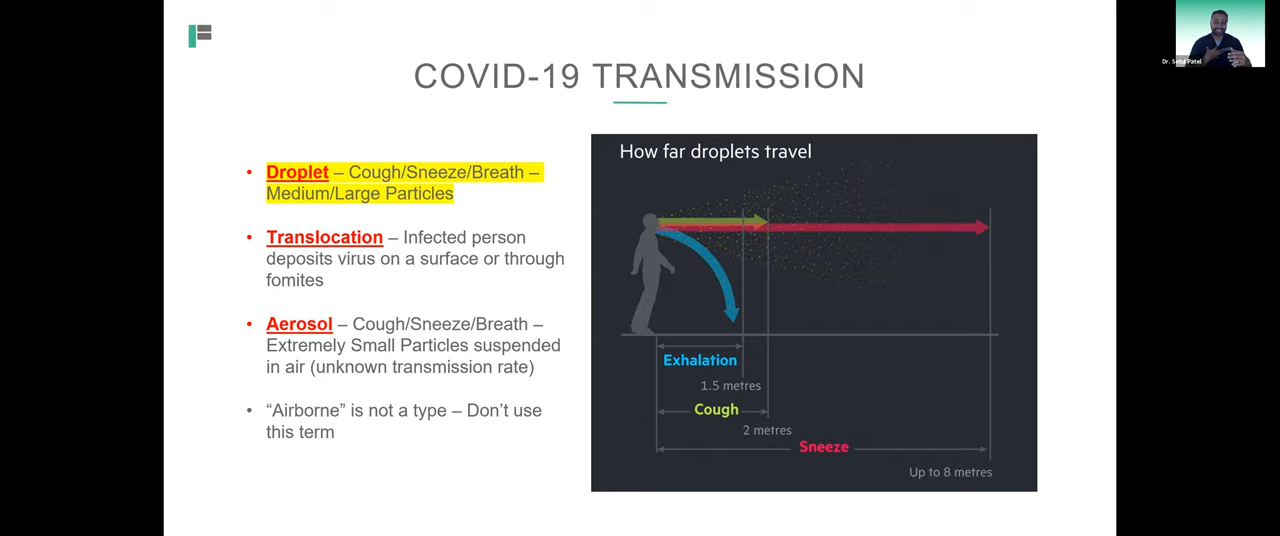 COVID-19 TRANSMISSION
Dr. Setul Patel
• Droplet – Cough/Sneeze/Breath –
Medium/Large Particles
• Translocation – Infected person
deposits virus on a surface or through
fomites
• Aerosol – Cough/Sneeze/Breath –
Extremely Small Particles suspended
in air (unknown transmission rate)
• “Airborne” is not a type – Don’t use
this term
How far droplets travel
Exhalation
1.5 metres
Cough
2 metres
Sneeze
Up to 8 metres